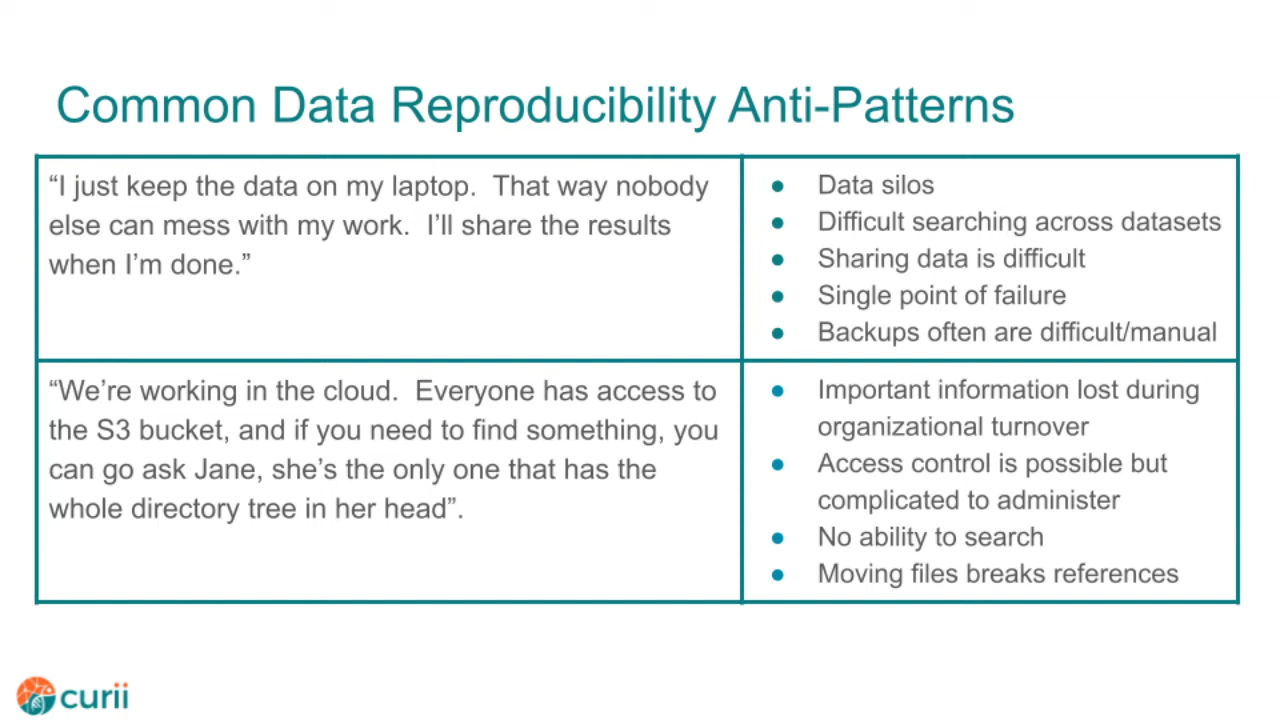 Common Data Reproducibility Anti-Patterns
“I just keep the data on my laptop.  That way nobody
else can mess with my work.  I’ll share the results
when I’m done.”
● Data silos
● Difficult searching across datasets
● Sharing data is difficult
● Single point of failure
● Backups often are difficult/manual
“We’re working in the cloud.  Everyone has access to
the S3 bucket, and if you need to find something, you
can go ask Jane, she’s the only one that has the
whole directory tree in her head”.
● Important information lost during
organizational turnover
● Access control is possible but
complicated to administer
● No ability to search
● Moving files breaks references
curii